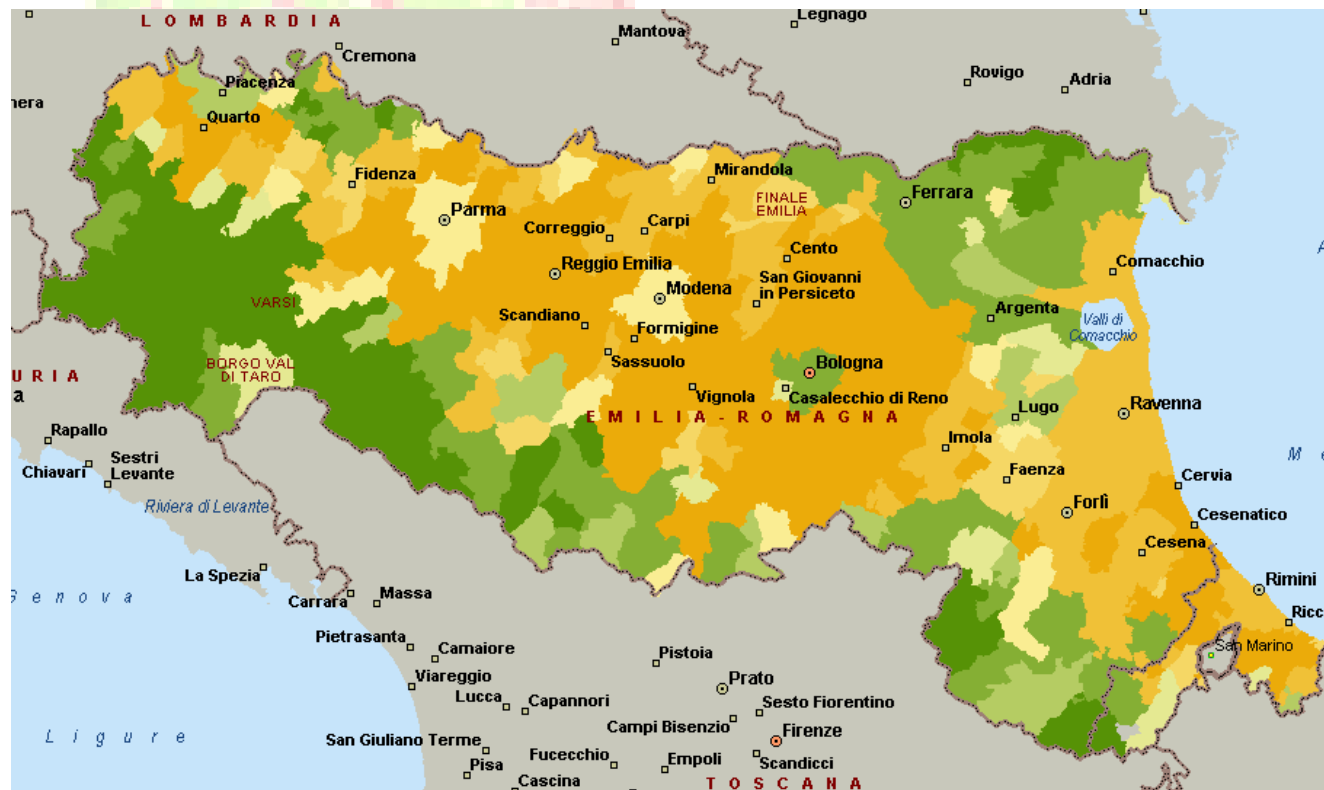 LOMBARDIA
Legnago
Mantova
Cremona
Rovigo
Adria
Piacenza
nera
Quarto
Fidenza
Mirandola
Ferrara
FINALE
EMILIA
Parma
Correggio
Carpi
Cento
Reggio Emilia
Comacchio
San Giovanni
in Persiceto
Modena
VARSI
Scandiano
Formigine
Argenta
Valli di
Comacchio
Sassuolo
BORGO VAL
DI TARO
Bologna
URIA
a
Vignola
Casalecchio di Reno
EMILIA-ROMAGNA
Lugo
Ravenna
Rapallo
Imola
Sestri
Levante
Chiavari
Faenza
Cervia
Riviera di Levante
Forlì
Cesenatico
Cesena
La Spezia
Rimini
Genova
Carrara
Massa
Ricc
Pietrasanta
Camaiore
San Marino
Pistoia
Viareggio
Prato
Lucca
Capannori
Sesto Fiorentino
Campi Bisenzio
Firenze
Ligure
San Giuliano Terme
Fucecchio
Empoli
Scandicci
Pisa
Cascina
TOSCANA